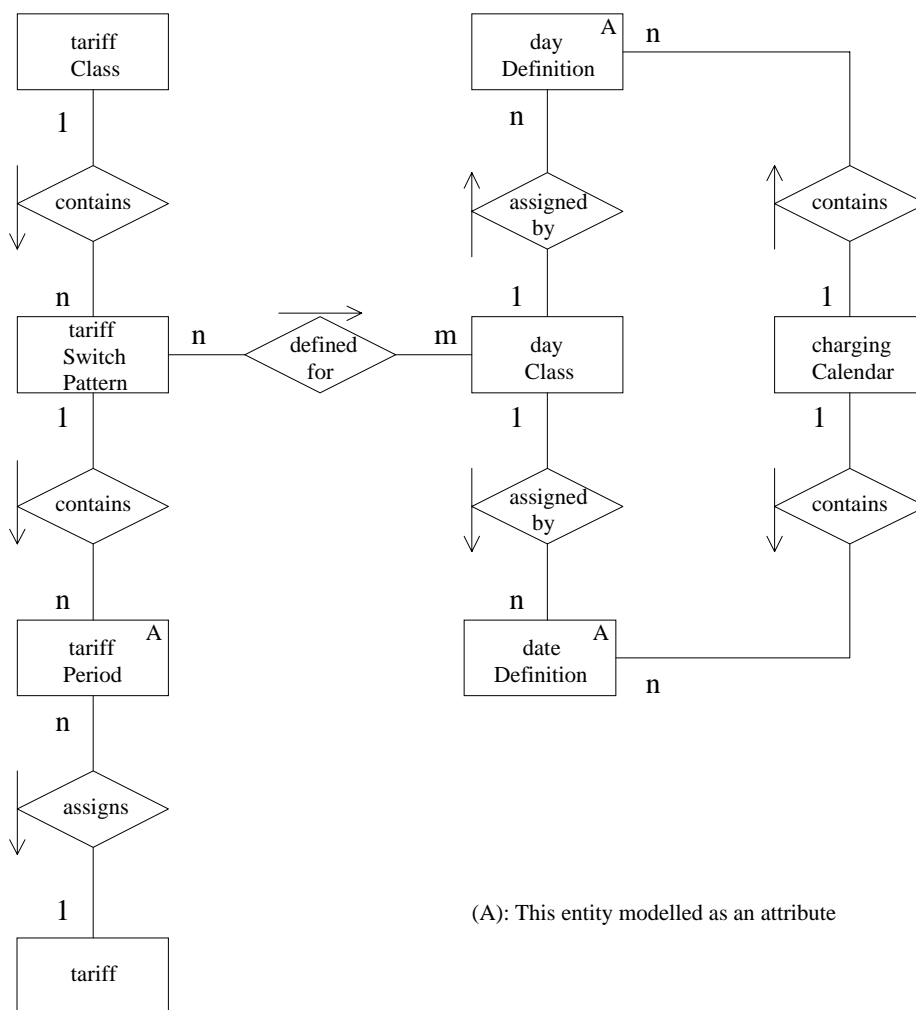 tariff
Class
A
day
Definition
n
1
n
contains
assigned
by
contains
n
1
1
tariff
Switch
Pattern
n
defined
for
m
day
Class
charging
Calendar
1
1
1
contains
assigned
by
contains
n
n
A
tariff
Period
A
date
Definition
n
n
assigns
1
(A): This entity modelled as an attribute
tariff